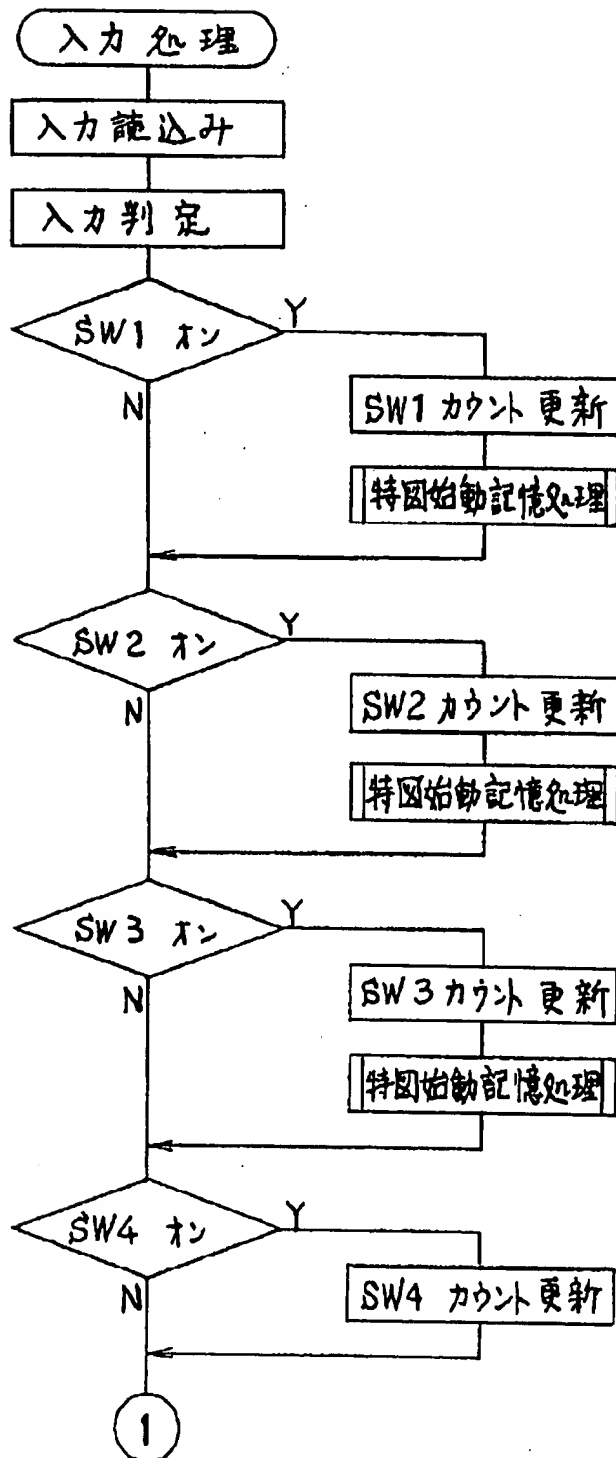 入力処理
入力読込み
入力判定
SW1 オン
Y
N
SW1 カウント更新
特図始動記憶処理
SW2 オン
Y
N
SW2 カウント更新
特図始動記憶処理
SW3 オン
Y
N
SW3 カウント更新
特図始動記憶処理
SW4 オン
Y
N
SW4 カウント更新
1